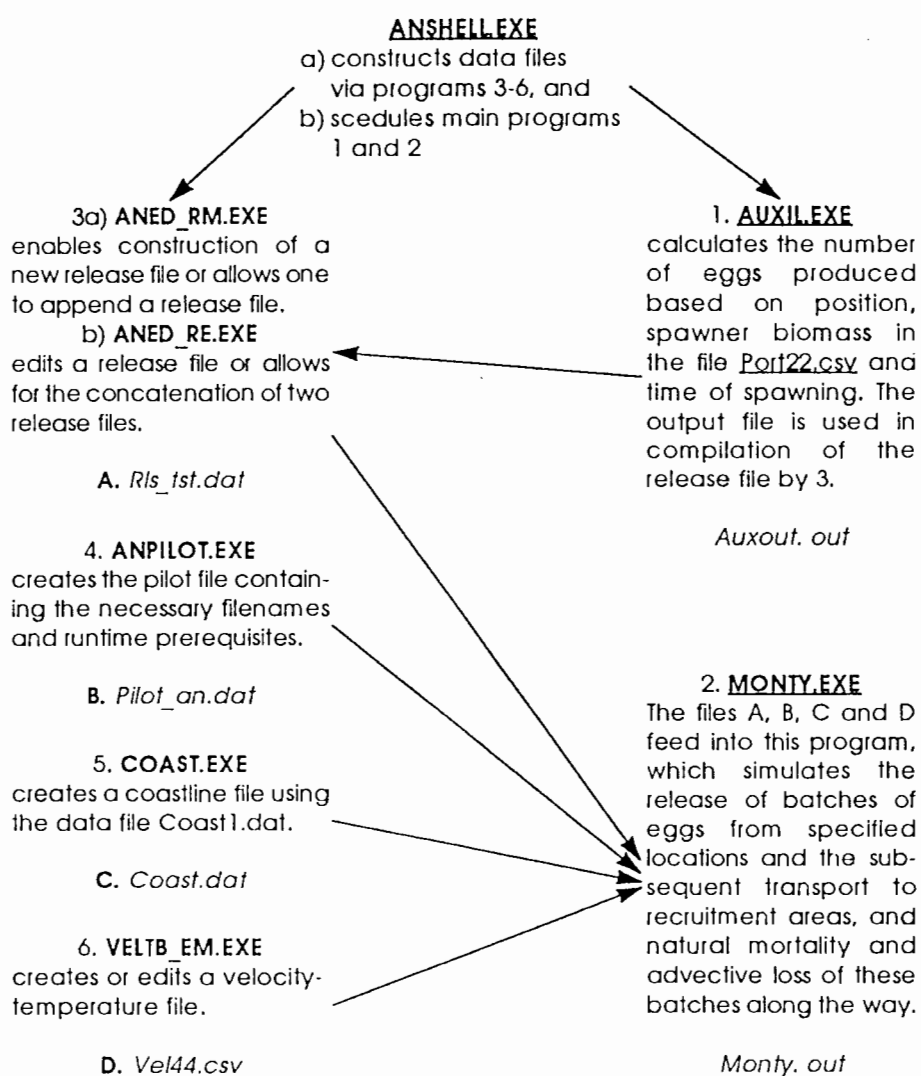 ANSHELL.EXE
a) constructs data files
via programs 3-6, and
b) scedules main programs
1 and 2
3a) ANED_RM.EXE
enables construction of a
new release file or allows one
to append a release file.
b) ANED_RE.EXE
edits a release file or allows
for the concatenation of two
release files.
A. Rls_tst.dat
4. ANPILOT.EXE
creates the pilot file contain-
ing the necessary filenames
and runtime prerequisites.
B. Pilot_an.dat
5. COAST.EXE
creates a coastline file using
the data file Coast1.dat.
C. Coast.dat
6. VELTB_EM.EXE
creates or edits a velocity-
temperature file.
D. Vel44.csv
1. AUXIL.EXE
calculates the number
of eggs produced
based on position,
spawner biomass in
the file Port22.csv and
time of spawning. The
output file is used in
compilation of the
release file by 3.
Auxout. out
2. MONTY.EXE
The files A, B, C and D
feed into this program,
which simulates the
release of batches of
eggs from specified
locations and the sub-
sequent transport to
recruitment areas, and
natural mortality and
advective loss of these
batches along the way.
Monty. out